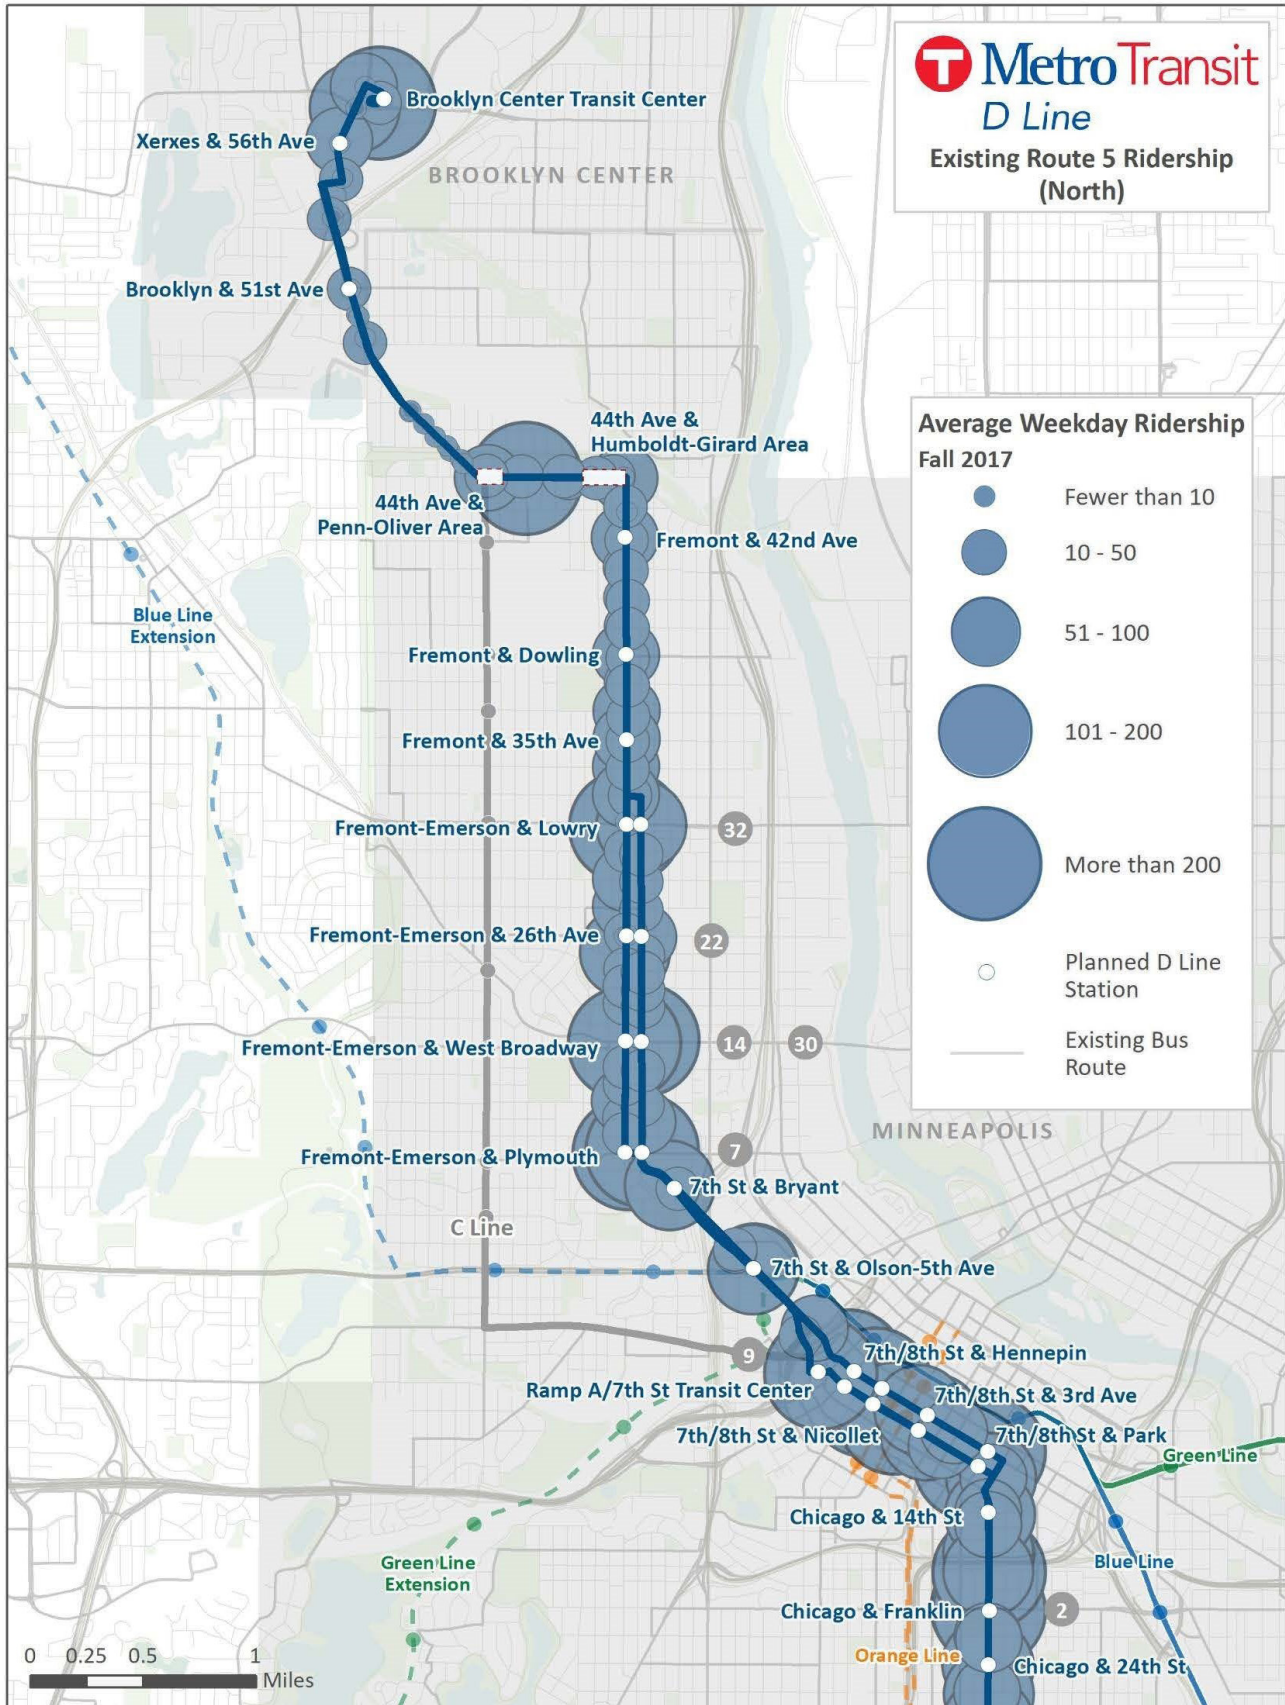 T MetroTransit
D Line
Existing Route 5 Ridership
(North)
Brooklyn Center Transit Center
Xerxes & 56th Ave
BROOKLYN CENTER
Brooklyn & 51st Ave
44th Ave &
Humboldt-Girard Area
44th Ave &
Penn-Oliver Area
Fremont & 42nd Ave
Blue Line
Extension
Fremont & Dowling
Fremont & 35th Ave
Fremont-Emerson & Lowry
32
Fremont-Emerson & 26th Ave
22
Fremont-Emerson & West Broadway
14
30
Fremont-Emerson & Plymouth
7
7th St & Bryant
C Line
7th St & Olson-5th Ave
9
7th/8th St & Hennepin
Ramp A/7th St Transit Center
7th/8th St & 3rd Ave
7th/8th St & Nicollet
7th/8th St & Park
Green Line
Chicago & 14th St
Green Line
Extension
Blue Line
Chicago & Franklin
2
Orange Line
Chicago & 24th St
MINNEAPOLIS
Average Weekday Ridership
Fall 2017
Fewer than 10
10 - 50
51 - 100
101 - 200
More than 200
Planned D Line
Station
Existing Bus
Route
0 0.25 0.5 1
Miles